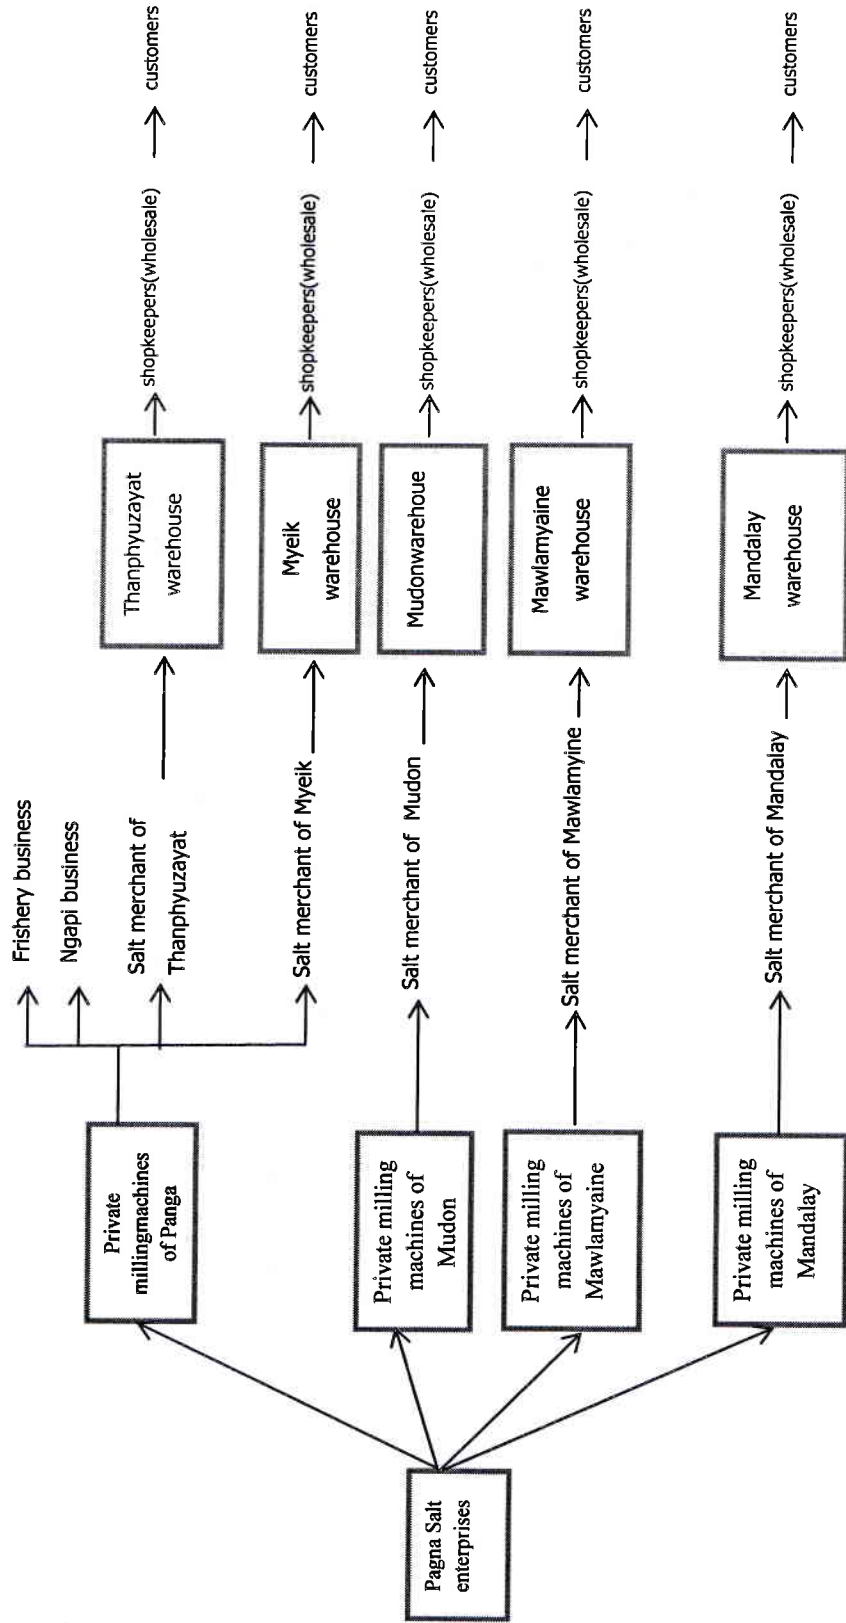 Pagna Salt
enterprises
Private
millingmachines
of Panga
Private milling
machines of
Mudon
Private milling
machines of
Mawlamyaine
Private milling
machines of
Mandalay
Frishery business
Ngapi business
Salt merchant of
Thanphyuzayat
Salt merchant of Myeik
Salt merchant of Mudon
Salt merchant of Mawlamyine
Salt merchant of Mandalay
Thanphyuzayat
warehouse
Myeik
warehouse
Mudonwarehoue
Mawlamyaine
warehouse
Mandalay
warehouse
shopkeepers(wholesale)
shopkeepers(wholesale)
shopkeepers(wholesale)
shopkeepers(wholesale)
shopkeepers(wholesale)
customers
customers
customers
customers
customers